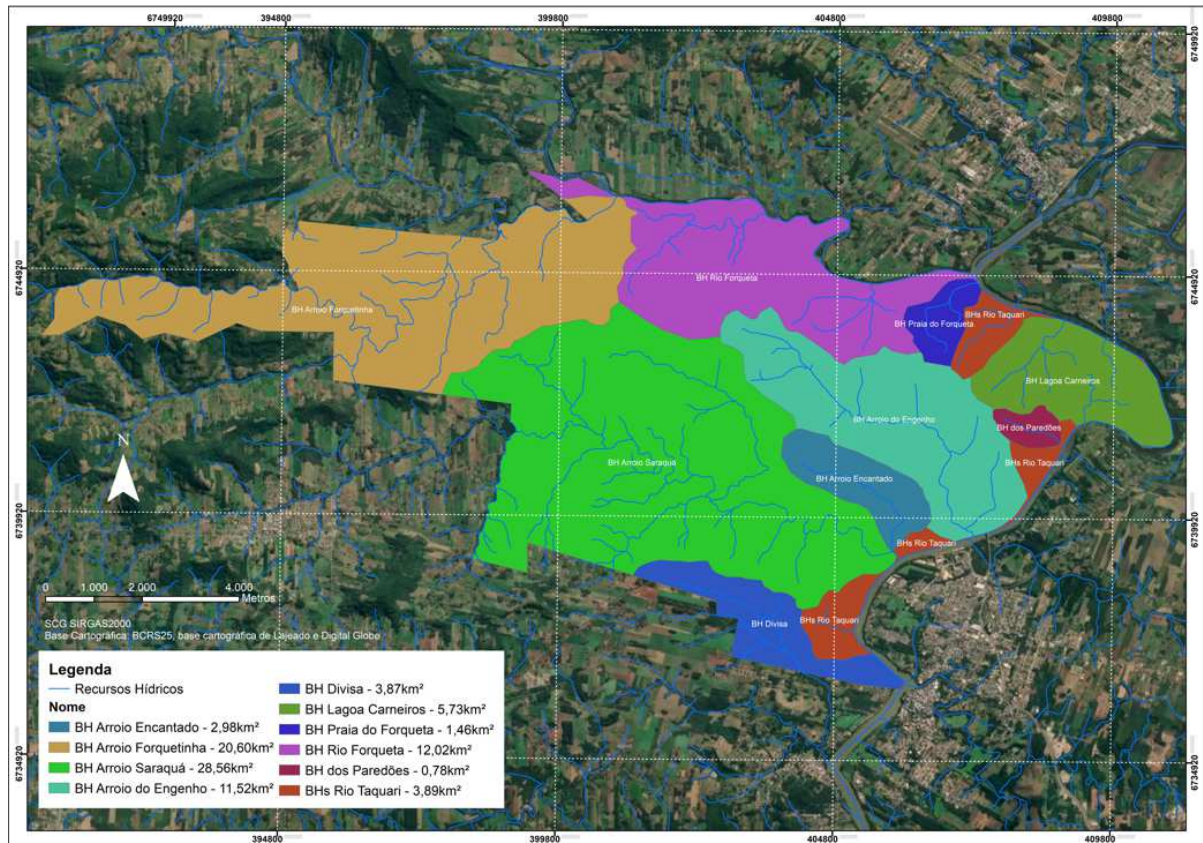 6749920
394800
399800
404800
409800
6749920
6744920
6744920
BH Rio Forqueta
BH Arroio Forquetinha
BHs Rio Taquari
BH Praia do Forqueta
BH Lagoa Carneiros
BH Arroio do Engenho
BH dos Paredões
N
BH Arroio Saraquá
BHs Rio Taquari
BH Arroio Encantado
6739920
6739920
BHs Rio Taquari
0 1.000 2.000 4.000
Metros
SCG SIRGAS2000
Base Cartográfica: BCRS25, base cartográfica de Lajeado e Digital Globe
BHs Rio Taquari
BH Divisa
Legenda
Recursos Hídricos
Nome
BH Arroio Encantado - 2,98km²
BH Arroio Forquetinha - 20,60km²
BH Arroio Saraquá - 28,56km²
BH Arroio do Engenho - 11,52km²
BH Divisa - 3,87km²
BH Lagoa Carneiros - 5,73km²
BH Praia do Forqueta - 1,46km²
BH Rio Forqueta - 12,02km²
BH dos Paredões - 0,78km²
BHs Rio Taquari - 3,89km²
6734920
6734920
394800
399800
404800
409800